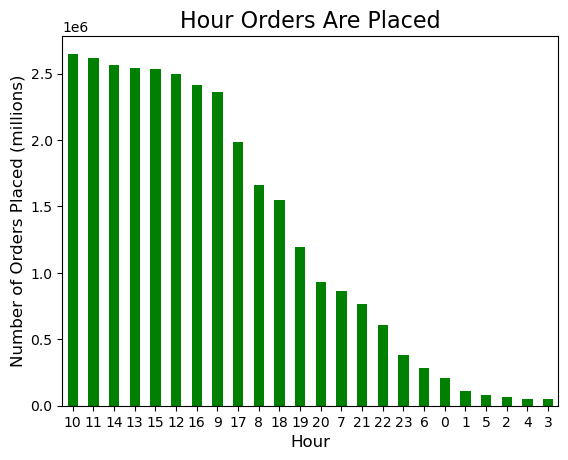 Hour Orders Are Placed
1e6
Number of Orders Placed (millions)
2.5
2.0
1.5
1.0
0.5
0.0
10 11 14 13 15 12 16 9 17 8 18 19 20 7 21 22 23 6 0 1 5 2 4 3
Hour